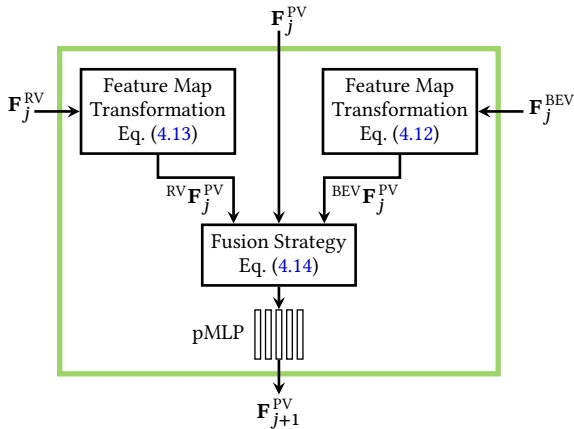 F_j^PV
F_j^RV
Feature Map
Transformation
Eq. (4.13)
Feature Map
Transformation
Eq. (4.12)
F_j^BEV
^RV F_j^PV
^BEV F_j^PV
Fusion Strategy
Eq. (4.14)
pMLP
F_{j+1}^PV